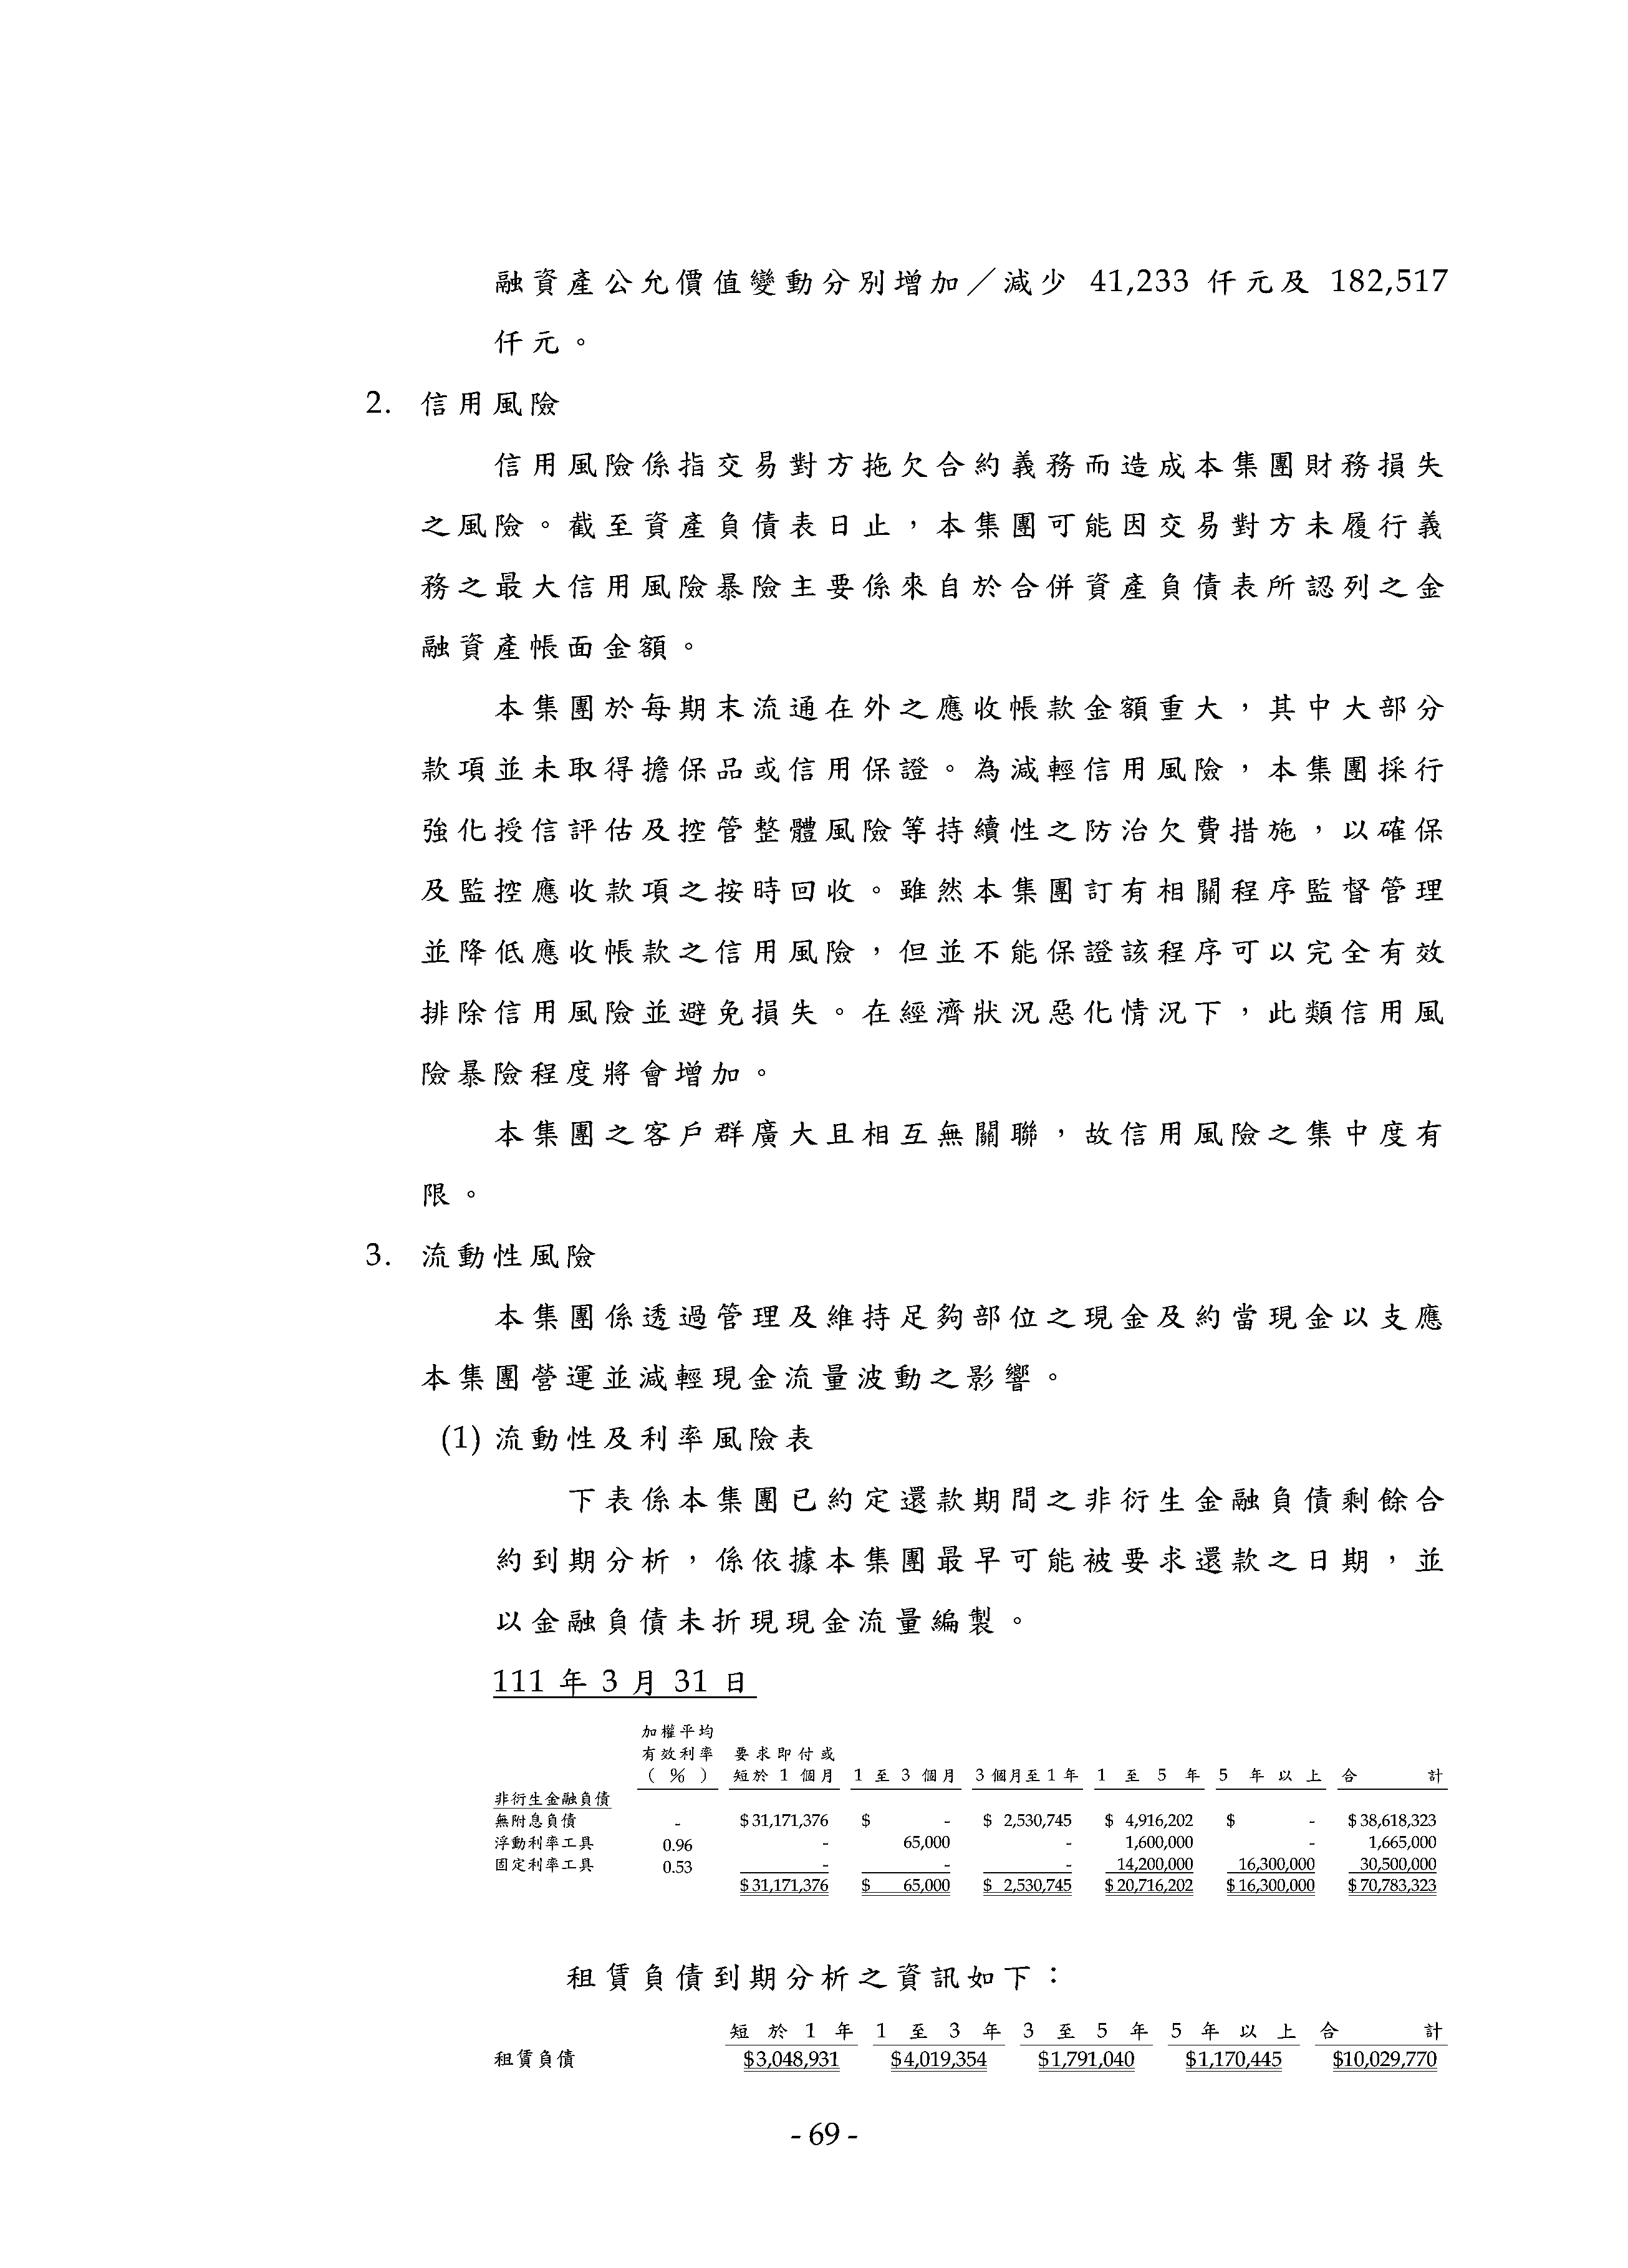 融資產公允價值變動分別增加／減少 41,233 仟元及 182,517
仟元。
2. 信用風險
信用風險係指交易對方拖欠合約義務而造成本集團財務損失
之風險。截至資產負債表日止，本集團可能因交易對方未履行義
務之最大信用風險暴險主要係來自於合併資產負債表所認列之金
融資產帳面金額。
本集團於每期末流通在外之應收帳款金額重大，其中大部分
款項並未取得擔保品或信用保證。為減輕信用風險，本集團採行
強化授信評估及控管整體風險等持續性之防治欠費措施，以確保
及監控應收款項之按時回收。雖然本集團訂有相關程序監督管理
並降低應收帳款之信用風險，但並不能保證該程序可以完全有效
排除信用風險並避免損失。在經濟狀況惡化情況下，此類信用風
險暴險程度將會增加。
本集團之客戶群廣大且相互無關聯，故信用風險之集中度有
限。
3. 流動性風險
本集團係透過管理及維持足夠部位之現金及約當現金以支應
本集團營運並減輕現金流量波動之影響。
(1) 流動性及利率風險表
下表係本集團已約定還款期間之非衍生金融負債剩餘合
約到期分析，係依據本集團最早可能被要求還款之日期，並
以金融負債未折現現金流量編製。
111 年 3 月 31 日
加權平均
有效利率 要求即付或
（ % ） 短於 1 個月 1 至 3 個月 3 個月至 1 年 1 至 5 年 5 年以上 合計
非衍生金融負債
無附息負債 - $31,171,376 $ - $ 2,530,745 $ 4,916,202 $ - $38,618,323
浮動利率工具 0.96 - 65,000 - 1,600,000 - 1,665,000
固定利率工具 0.53 - - - 14,200,000 16,300,000 30,500,000
$31,171,376 $ 65,000 $ 2,530,745 $20,716,202 $16,300,000 $70,783,323
租賃負債到期分析之資訊如下：
短於 1 年 1 至 3 年 3 至 5 年 5 年以上 合計
租賃負債 $3,048,931 $4,019,354 $1,791,040 $1,170,445 $10,029,770
- 69 -